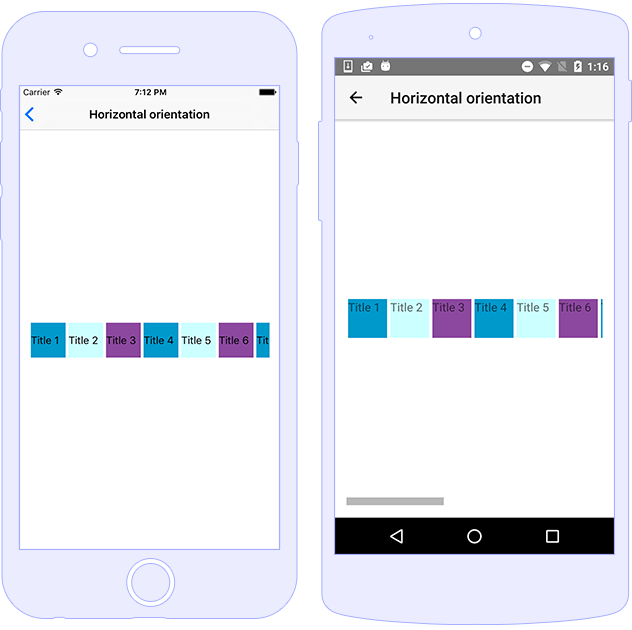 Carrier 7:12 PM
Horizontal orientation
Title 1 Title 2 Title 3 Title 4 Title 5 Title 6 Tit
1:16
Horizontal orientation
Title 1 Title 2 Title 3 Title 4 Title 5 Title 6